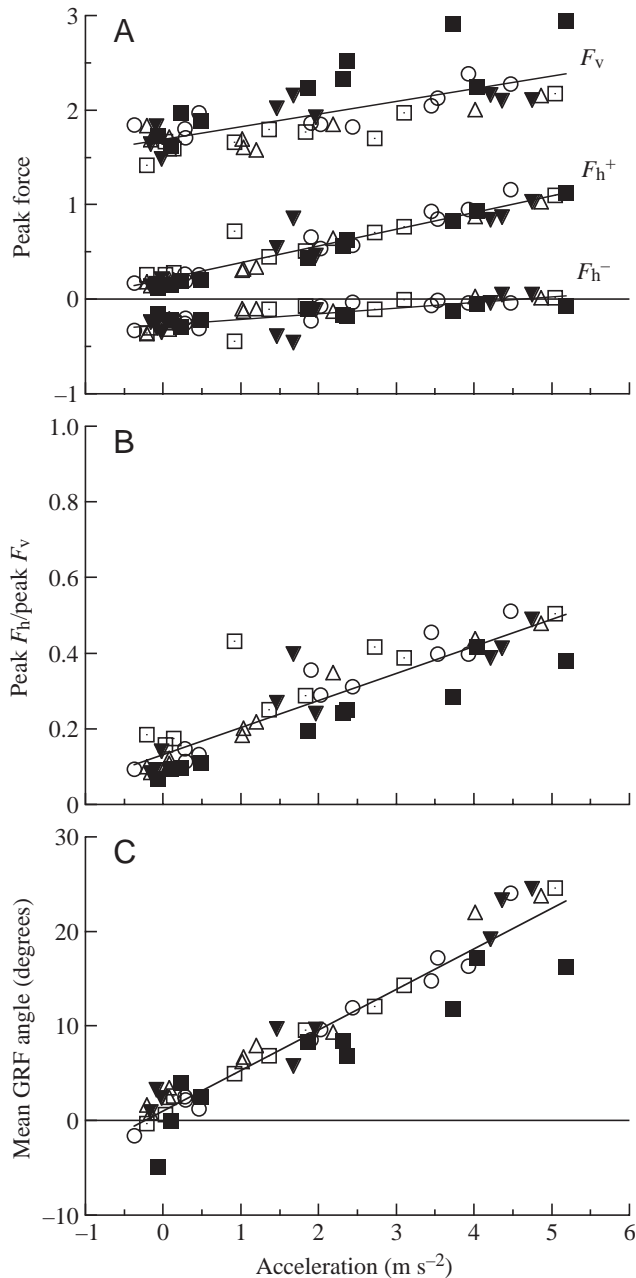 A
3
2
1
0
–1
Peak force
Fv
Fh+
Fh–
B
1.0
0.8
0.6
0.4
0.2
0
Peak Fh/peak Fv
C
30
20
10
0
–10
Mean GRF angle (degrees)
–1 0 1 2 3 4 5 6
Acceleration (m s–2)